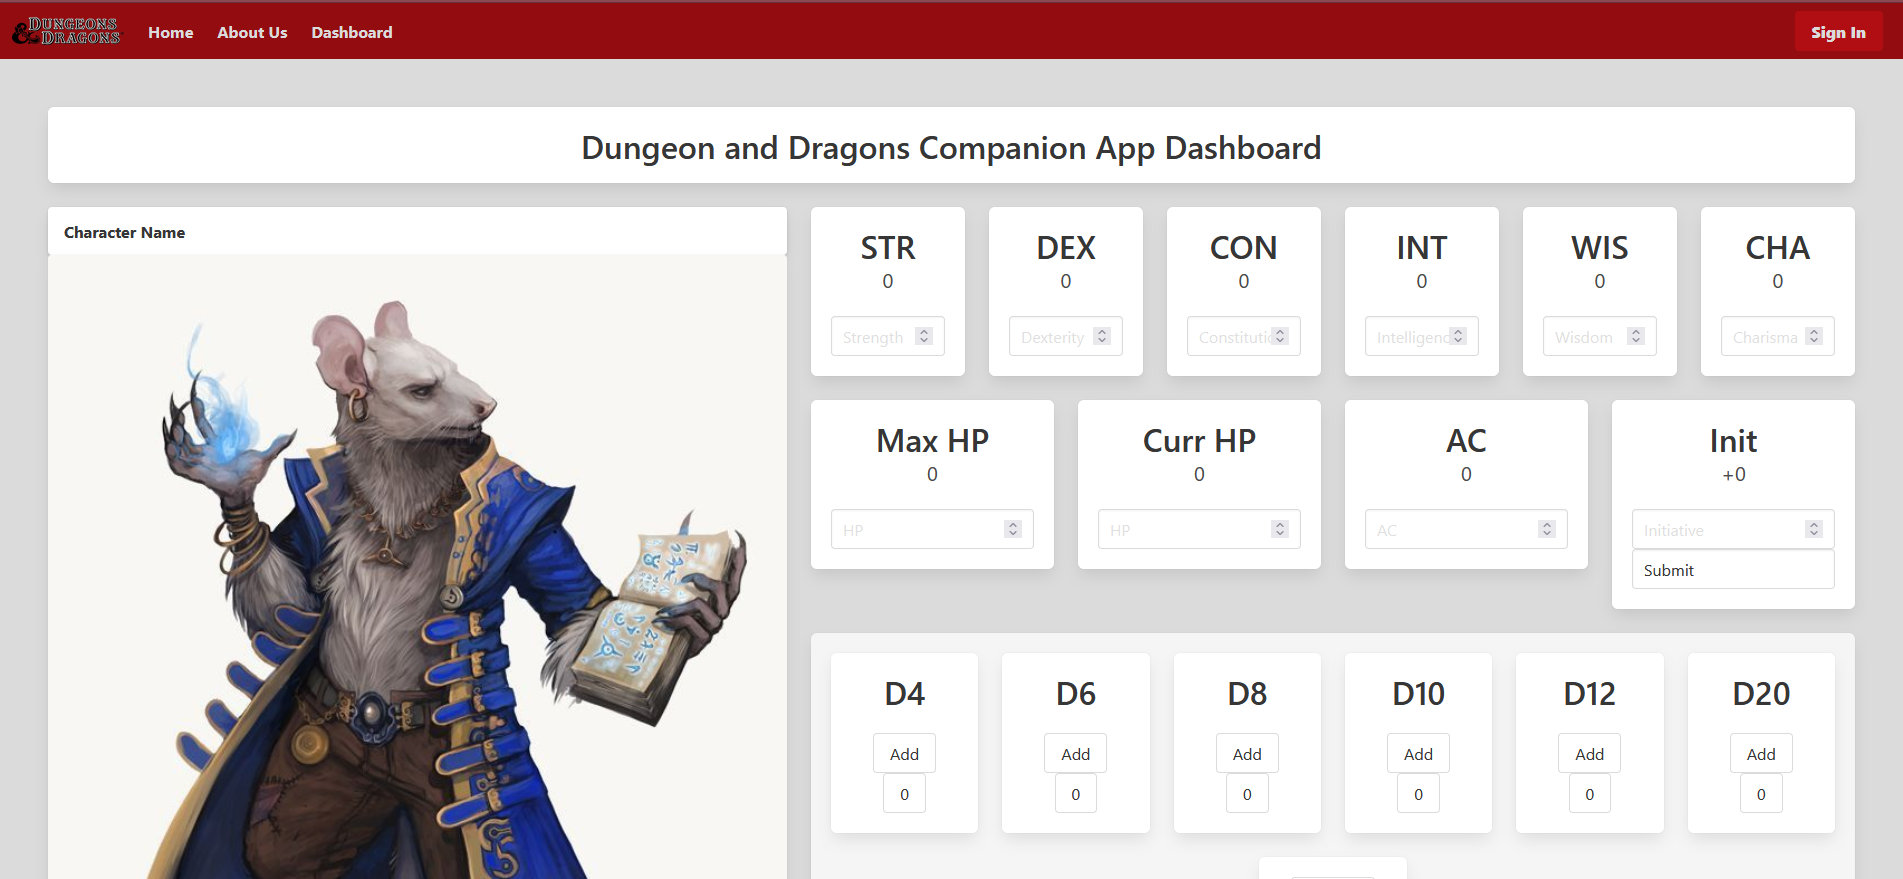 DUNGEONS & DRAGONS
Home About Us Dashboard Sign In
Dungeon and Dragons Companion App Dashboard
Character Name
STR DEX CON INT WIS CHA
0 0 0 0 0 0
Strength Dexterity Constitutic Intelligenc Wisdom Charisma
Max HP Curr HP AC Init
0 0 0 +0
HP HP AC Initiative
Submit
D4 D6 D8 D10 D12 D20
Add Add Add Add Add Add
0 0 0 0 0 0